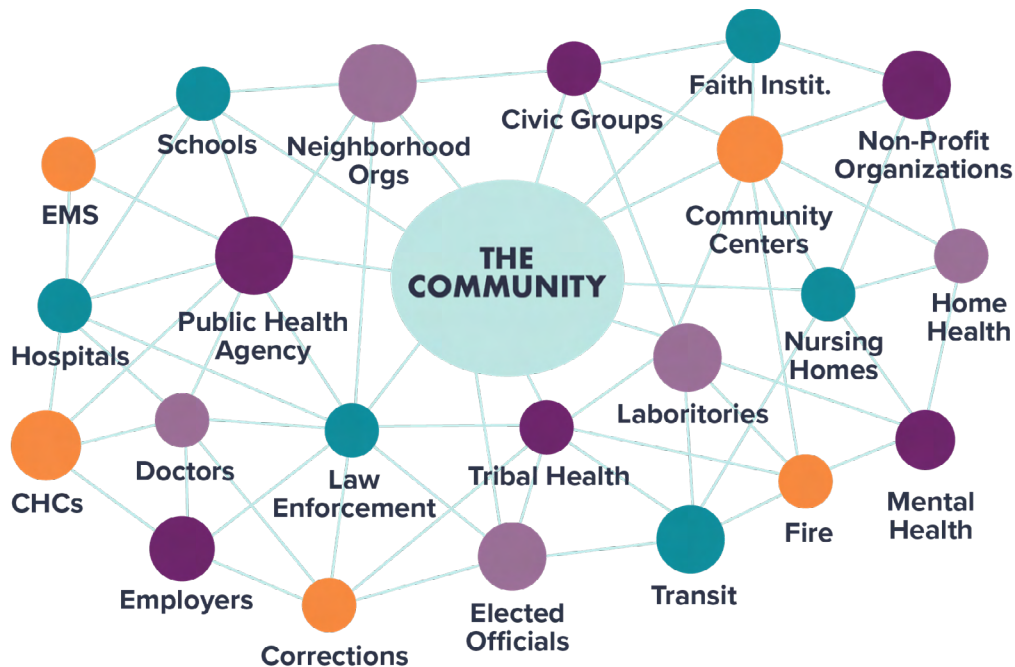 Faith Instit.
Civic Groups
Schools
Neighborhood
Orgs
Non-Profit
Organizations
EMS
Community
Centers
THE
COMMUNITY
Home
Health
Public Health
Agency
Hospitals
Nursing
Homes
Laboritories
Doctors
Law
Enforcement
Tribal Health
CHCs
Mental
Health
Fire
Employers
Transit
Elected
Officials
Corrections